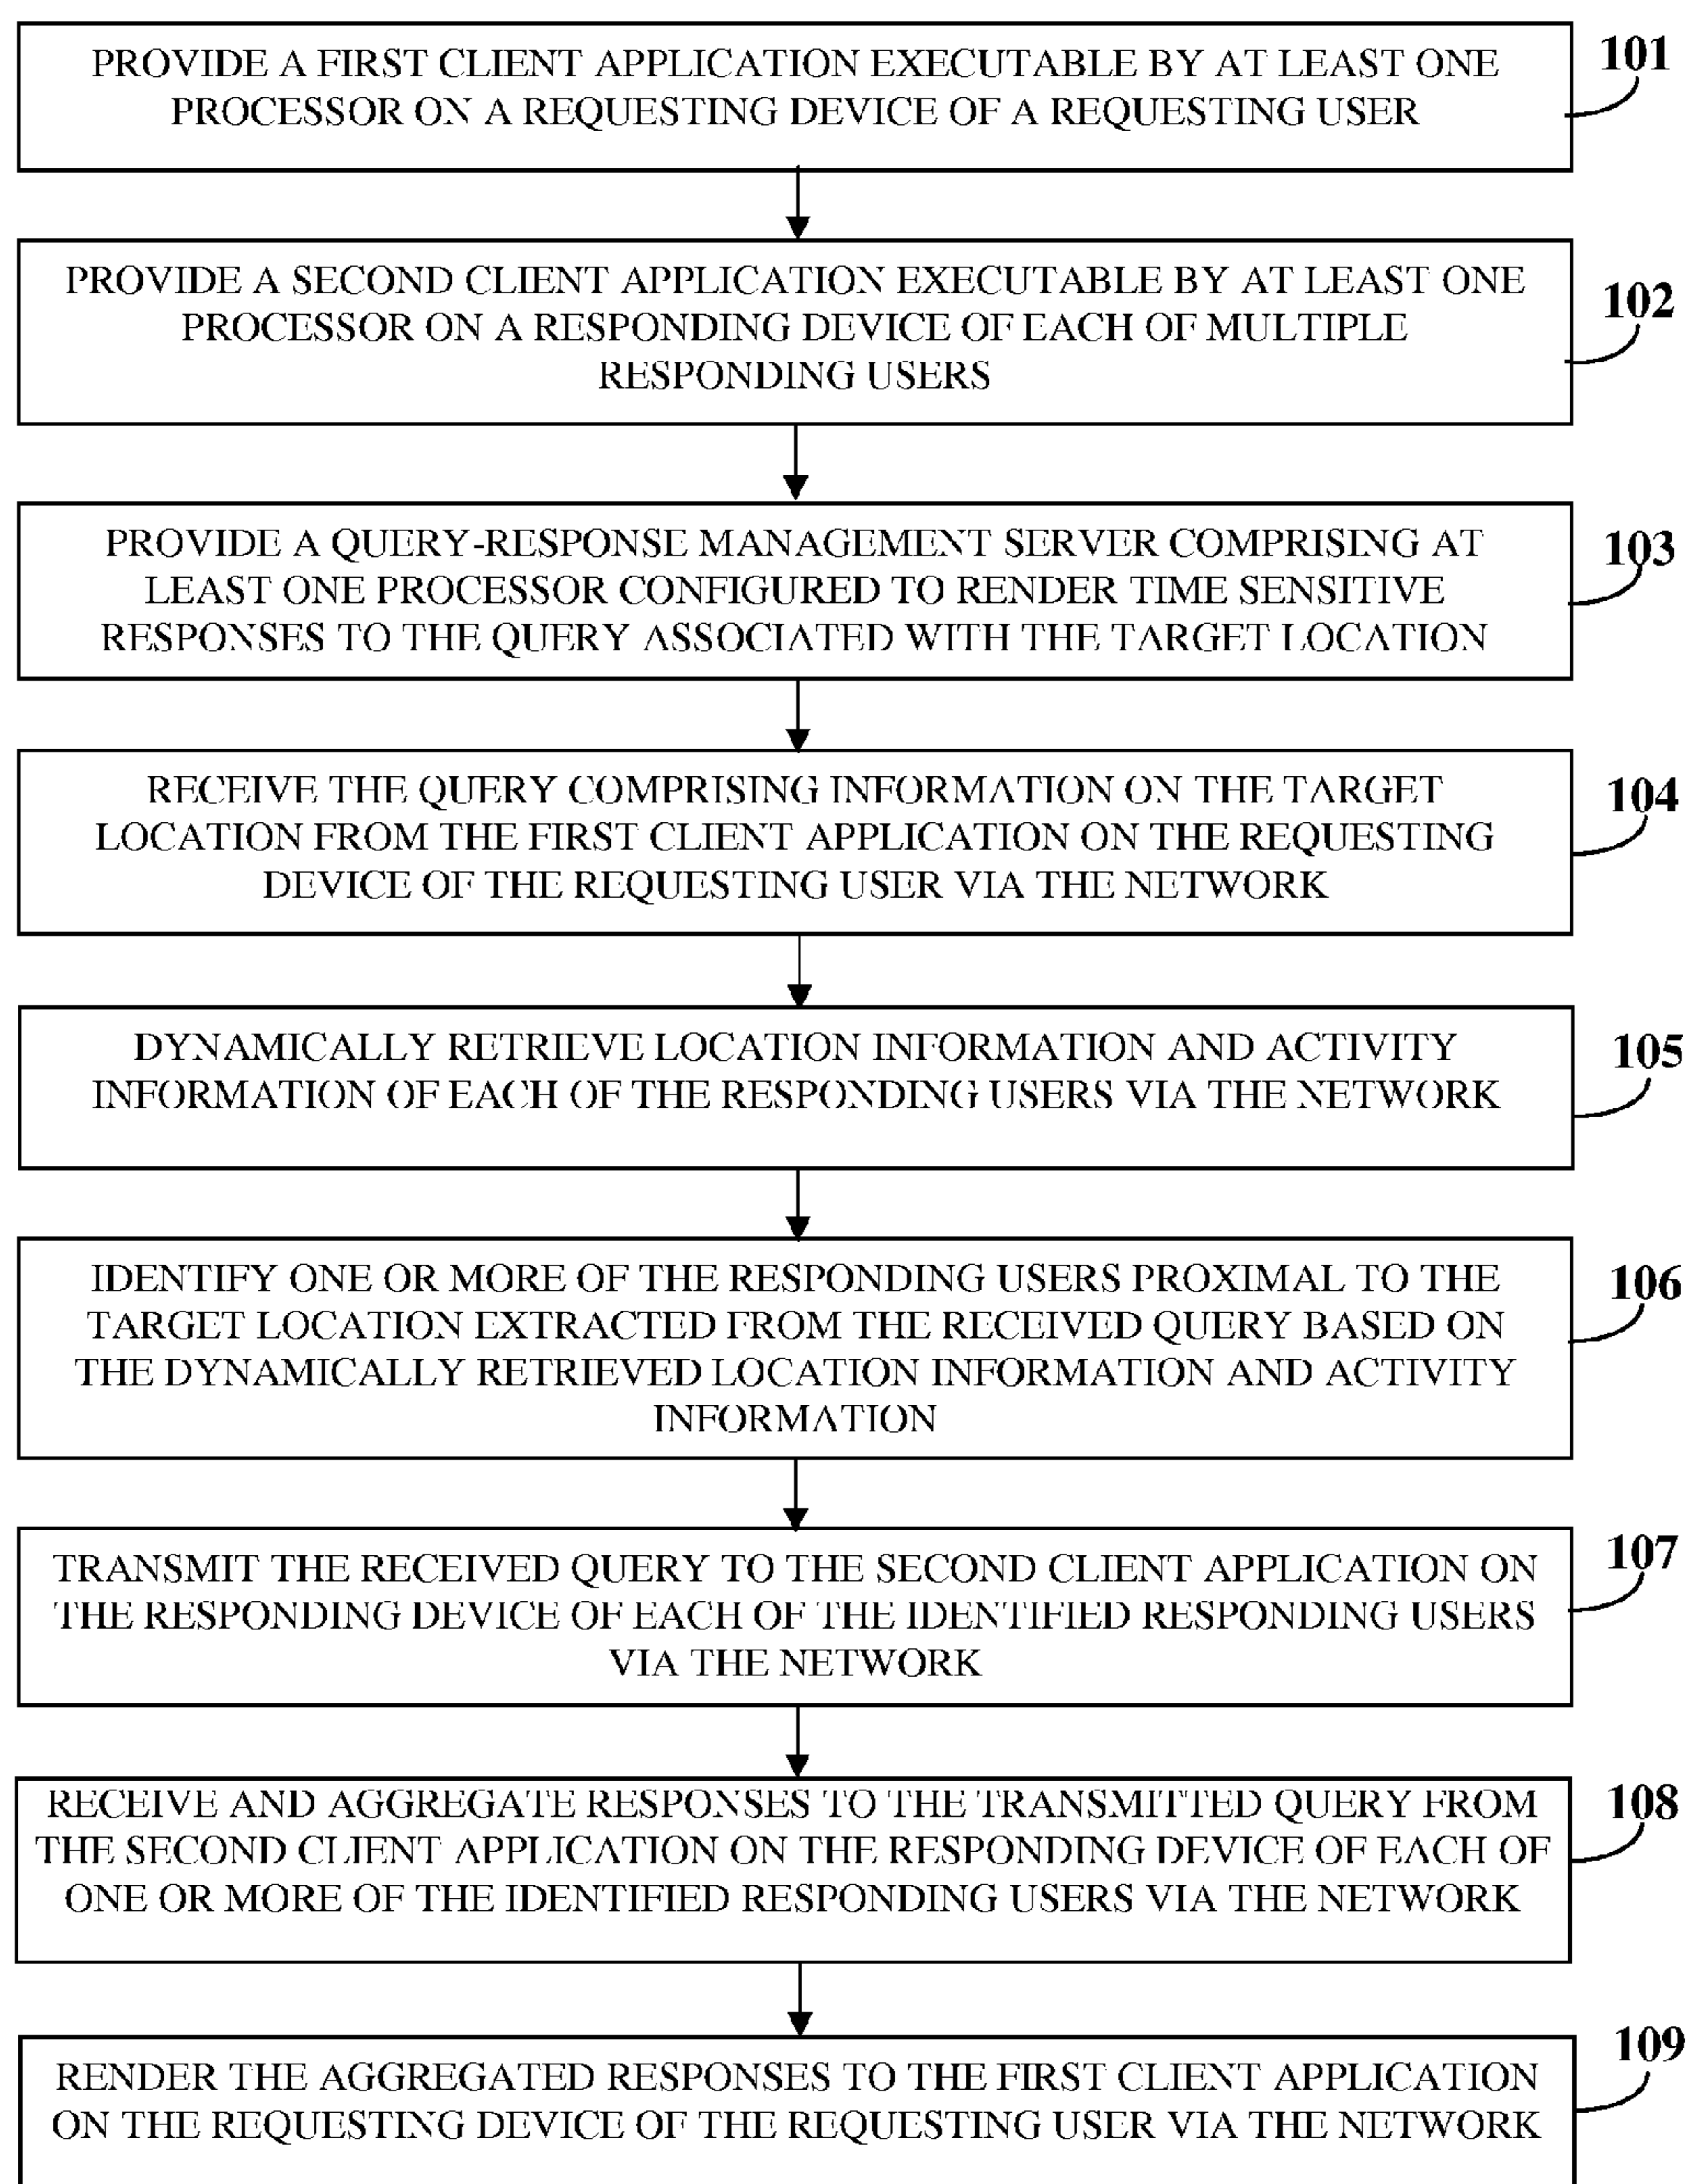 PROVIDE A FIRST CLIENT APPLICATION EXECUTABLE BY AT LEAST ONE
PROCESSOR ON A REQUESTING DEVICE OF A REQUESTING USER
101
PROVIDE A SECOND CLIENT APPLICATION EXECUTABLE BY AT LEAST ONE
PROCESSOR ON A RESPONDING DEVICE OF EACH OF MULTIPLE
RESPONDING USERS
102
PROVIDE A QUERY-RESPONSE MANAGEMENT SERVER COMPRISING AT
LEAST ONE PROCESSOR CONFIGURED TO RENDER TIME SENSITIVE
RESPONSES TO THE QUERY ASSOCIATED WITH THE TARGET LOCATION
103
RECEIVE THE QUERY COMPRISING INFORMATION ON THE TARGET
LOCATION FROM THE FIRST CLIENT APPLICATION ON THE REQUESTING
DEVICE OF THE REQUESTING USER VIA THE NETWORK
104
DYNAMICALLY RETRIEVE LOCATION INFORMATION AND ACTIVITY
INFORMATION OF EACH OF THE RESPONDING USERS VIA THE NETWORK
105
IDENTIFY ONE OR MORE OF THE RESPONDING USERS PROXIMAL TO THE
TARGET LOCATION EXTRACTED FROM THE RECEIVED QUERY BASED ON
THE DYNAMICALLY RETRIEVED LOCATION INFORMATION AND ACTIVITY
INFORMATION
106
TRANSMIT THE RECEIVED QUERY TO THE SECOND CLIENT APPLICATION ON
THE RESPONDING DEVICE OF EACH OF THE IDENTIFIED RESPONDING USERS
VIA THE NETWORK
107
RECEIVE AND AGGREGATE RESPONSES TO THE TRANSMITTED QUERY FROM
THE SECOND CLIENT APPLICATION ON THE RESPONDING DEVICE OF EACH OF
ONE OR MORE OF THE IDENTIFIED RESPONDING USERS VIA THE NETWORK
108
RENDER THE AGGREGATED RESPONSES TO THE FIRST CLIENT APPLICATION
ON THE REQUESTING DEVICE OF THE REQUESTING USER VIA THE NETWORK
109